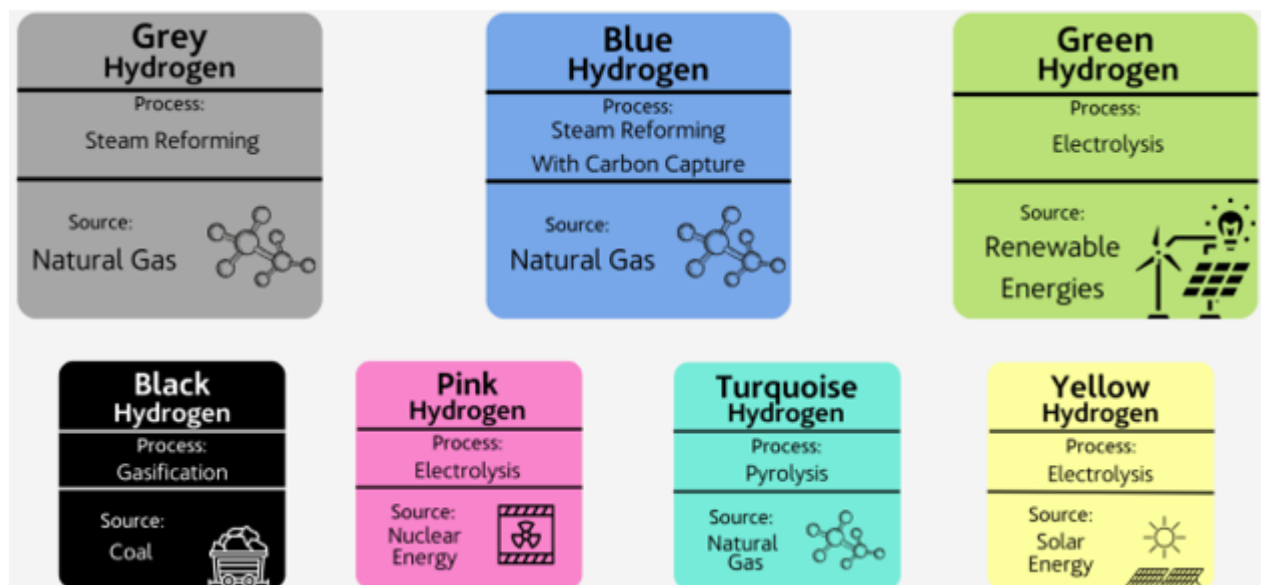 Grey
Hydrogen
Process:
Steam Reforming
Source:
Natural Gas
Blue
Hydrogen
Process:
Steam Reforming
With Carbon Capture
Source:
Natural Gas
Green
Hydrogen
Process:
Electrolysis
Source:
Renewable
Energies
Black
Hydrogen
Process:
Gasification
Source:
Coal
Pink
Hydrogen
Process:
Electrolysis
Source:
Nuclear
Energy
Turquoise
Hydrogen
Process:
Pyrolysis
Source:
Natural
Gas
Yellow
Hydrogen
Process:
Electrolysis
Source:
Solar
Energy